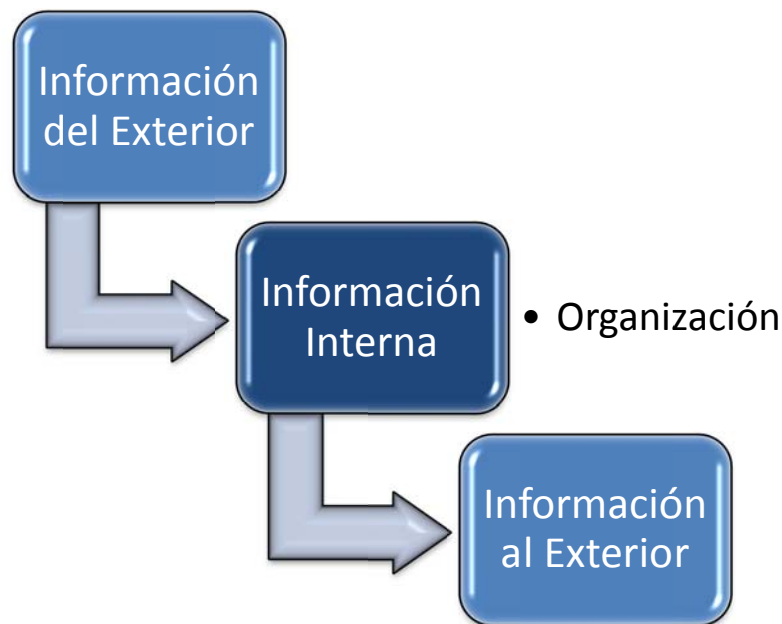 Información
del Exterior
Información
Interna
• Organización
Información
al Exterior